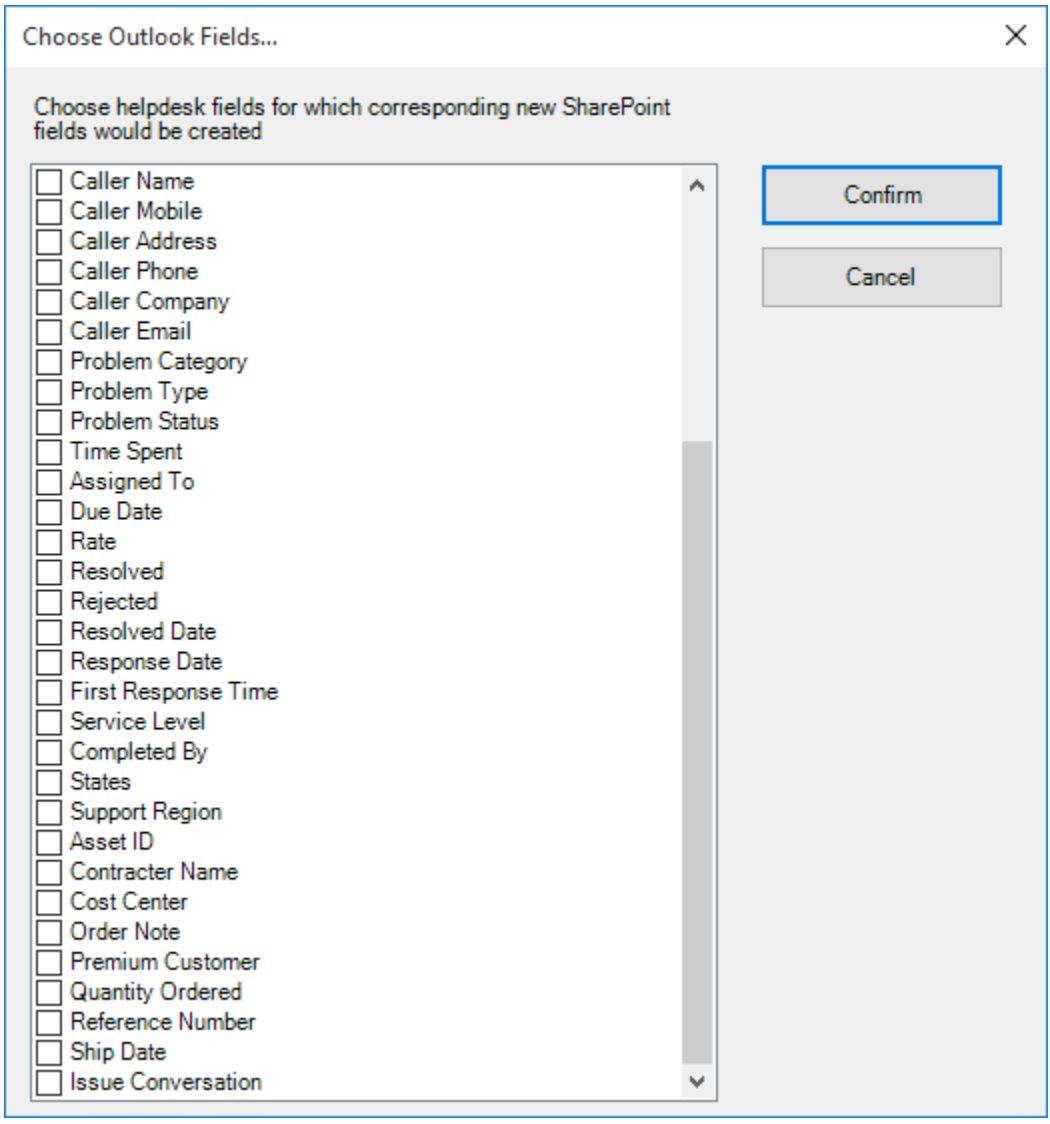 Choose Outlook Fields...
Choose helpdesk fields for which corresponding new SharePoint
fields would be created
Caller Name
Caller Mobile
Caller Address
Caller Phone
Caller Company
Caller Email
Problem Category
Problem Type
Problem Status
Time Spent
Assigned To
Due Date
Rate
Resolved
Rejected
Resolved Date
Response Date
First Response Time
Service Level
Completed By
States
Support Region
Asset ID
Contracter Name
Cost Center
Order Note
Premium Customer
Quantity Ordered
Reference Number
Ship Date
Issue Conversation
Confirm
Cancel